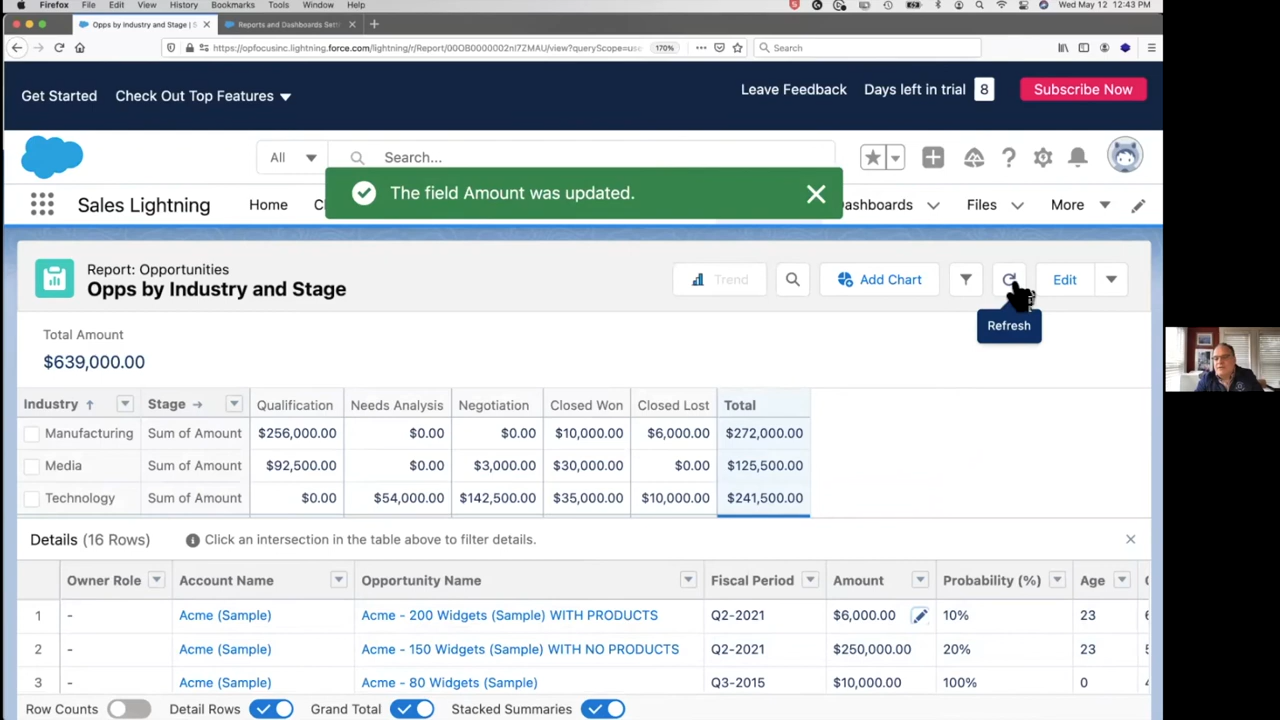 Firefox File Edit View History Bookmarks Tools Window Help Wed May 12 12:43 PM
Opps by Industry and Stage | S Reports and Dashboards Sett
https://opfocusinc.lightning.force.com/lightning/r/Report/00OB0000002nI7ZMAU/view?queryScope=us 170% Search
Get Started Check Out Top Features Leave Feedback Days left in trial 8 Subscribe Now
All Search...
The field Amount was updated.
Sales Lightning Home Dashboards Files More
Report: Opportunities
Opps by Industry and Stage
Trend Add Chart Edit
Refresh
Total Amount
$639,000.00
Industry Stage Qualification Needs Analysis Negotiation Closed Won Closed Lost Total
Manufacturing Sum of Amount $256,000.00 $0.00 $0.00 $10,000.00 $6,000.00 $272,000.00
Media Sum of Amount $92,500.00 $0.00 $3,000.00 $30,000.00 $0.00 $125,500.00
Technology Sum of Amount $0.00 $54,000.00 $142,500.00 $35,000.00 $10,000.00 $241,500.00
Details (16 Rows) Click an intersection in the table above to filter details.
Owner Role Account Name Opportunity Name Fiscal Period Amount Probability (%) Age
1 - Acme (Sample) Acme - 200 Widgets (Sample) WITH PRODUCTS Q2-2021 $6,000.00 10% 23
2 - Acme (Sample) Acme - 150 Widgets (Sample) WITH NO PRODUCTS Q2-2021 $250,000.00 20% 23
3 - Acme (Sample) Acme - 80 Widgets (Sample) Q3-2015 $10,000.00 100% 0
Row Counts Detail Rows Grand Total Stacked Summaries